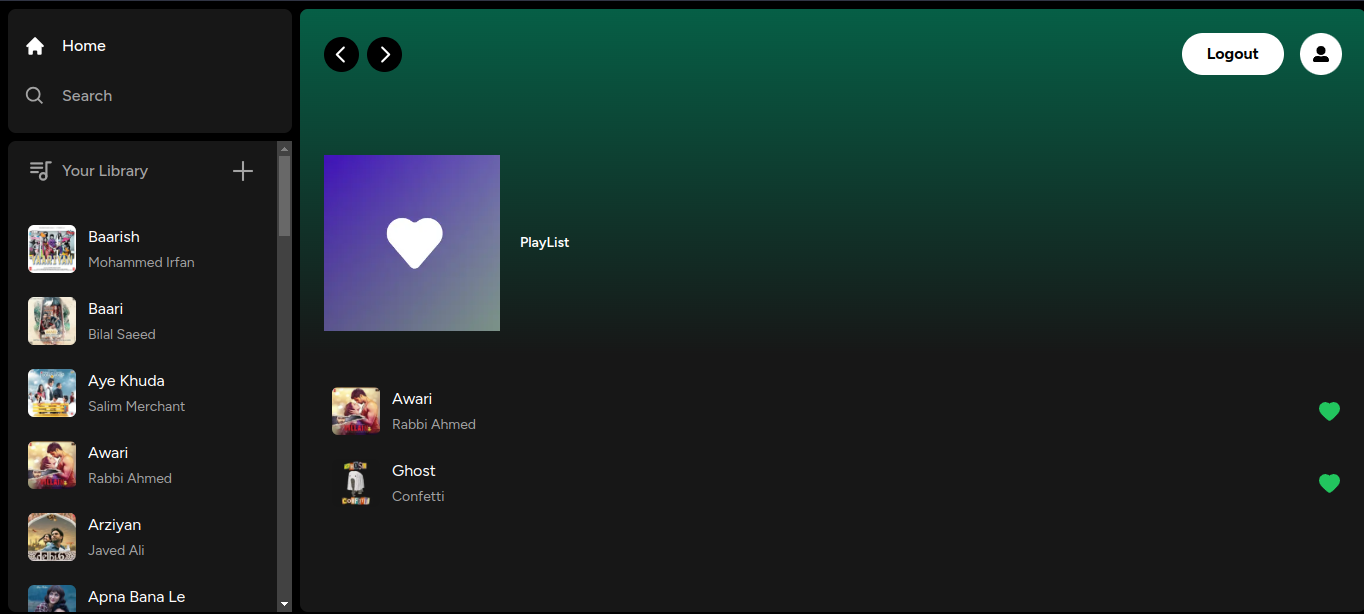 Home
Search
Your Library
Baarish
Mohammed Irfan
Baari
Bilal Saeed
Aye Khuda
Salim Merchant
Awari
Rabbi Ahmed
Arziyan
Javed Ali
Apna Bana Le
Logout
PlayList
Awari
Rabbi Ahmed
Ghost
Confetti